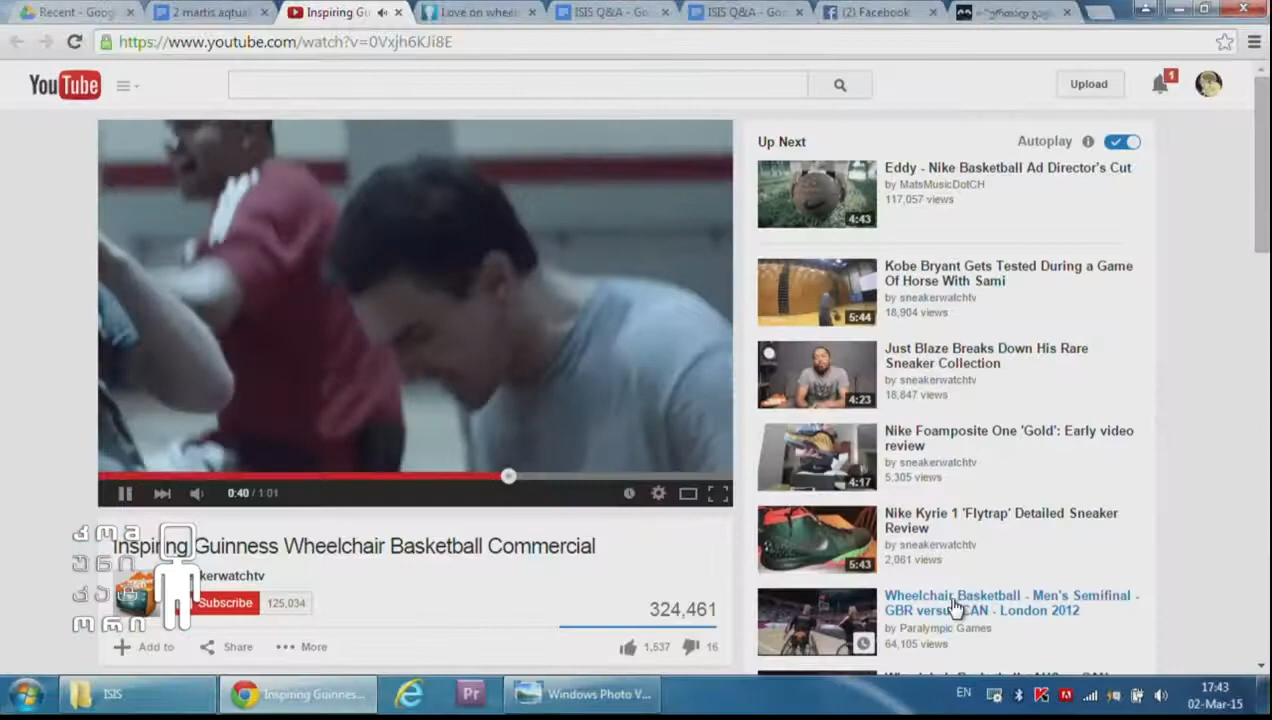 Recent - Goog
2 martis aqtua
Inspiring Gu
Love on whee
ISIS Q&A - Go
ISIS Q&A - Go
(2) Facebook
https://www.youtube.com/watch?v=0Vxjh6KJi8E
YouTube
Upload
1
Up Next
Autoplay
Eddy - Nike Basketball Ad Director's Cut
by MatsMusicDotCH
117,057 views
4:43
Kobe Bryant Gets Tested During a Game
Of Horse With Sami
by sneakerwatchtv
18,904 views
5:44
Just Blaze Breaks Down His Rare
Sneaker Collection
by sneakerwatchtv
18,847 views
4:23
Nike Foamposite One 'Gold': Early video
review
by sneakerwatchtv
5,305 views
4:17
Nike Kyrie 1 'Flytrap' Detailed Sneaker
Review
by sneakerwatchtv
2,061 views
5:43
Wheelchair Basketball - Men's Semifinal -
GBR versus CAN - London 2012
by Paralympic Games
64,105 views
0:40 / 1:01
Inspiring Guinness Wheelchair Basketball Commercial
kerwatchtv
Subscribe
125,034
324,461
Add to
Share
More
1,537
16
კომ
უნი
კატ
ორი
ISIS
Inspiring Guinnes...
Pr
Windows Photo V...
EN
17:43
02-Mar-15